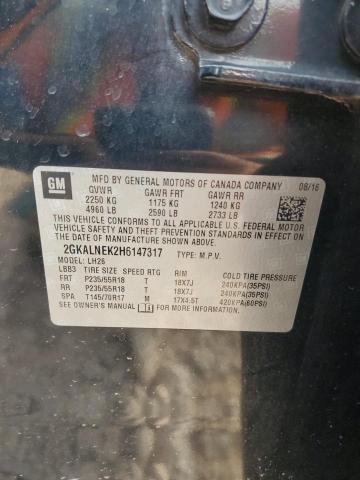 GM
MFD BY GENERAL MOTORS OF CANADA COMPANY 08/16
GVWR GAWR FRT GAWR RR
2250 KG 1175 KG 1240 KG
4960 LB 2590 LB 2733 LB
THIS VEHICLE CONFORMS TO ALL APPLICABLE U.S. FEDERAL MOTOR
VEHICLE SAFETY, BUMPER, AND THEFT PREVENTION STANDARDS IN EFFECT
ON THE DATE OF MANUFACTURE SHOWN ABOVE.
2GKALNEK2H6147317 TYPE: M.P.V.
MODEL: LH26
LBB3 TIRE SIZE SPEED RTG RIM COLD TIRE PRESSURE
FRT P235/55R18 T 18X7J 240KPA(35PSI)
RR P235/55R18 T 18X7J 240KPA(35PSI)
SPA T145/70R17 M 17X4.5T 420KPA(60PSI)
SEE OWNER'S MANUAL FOR MORE INFORMATION.